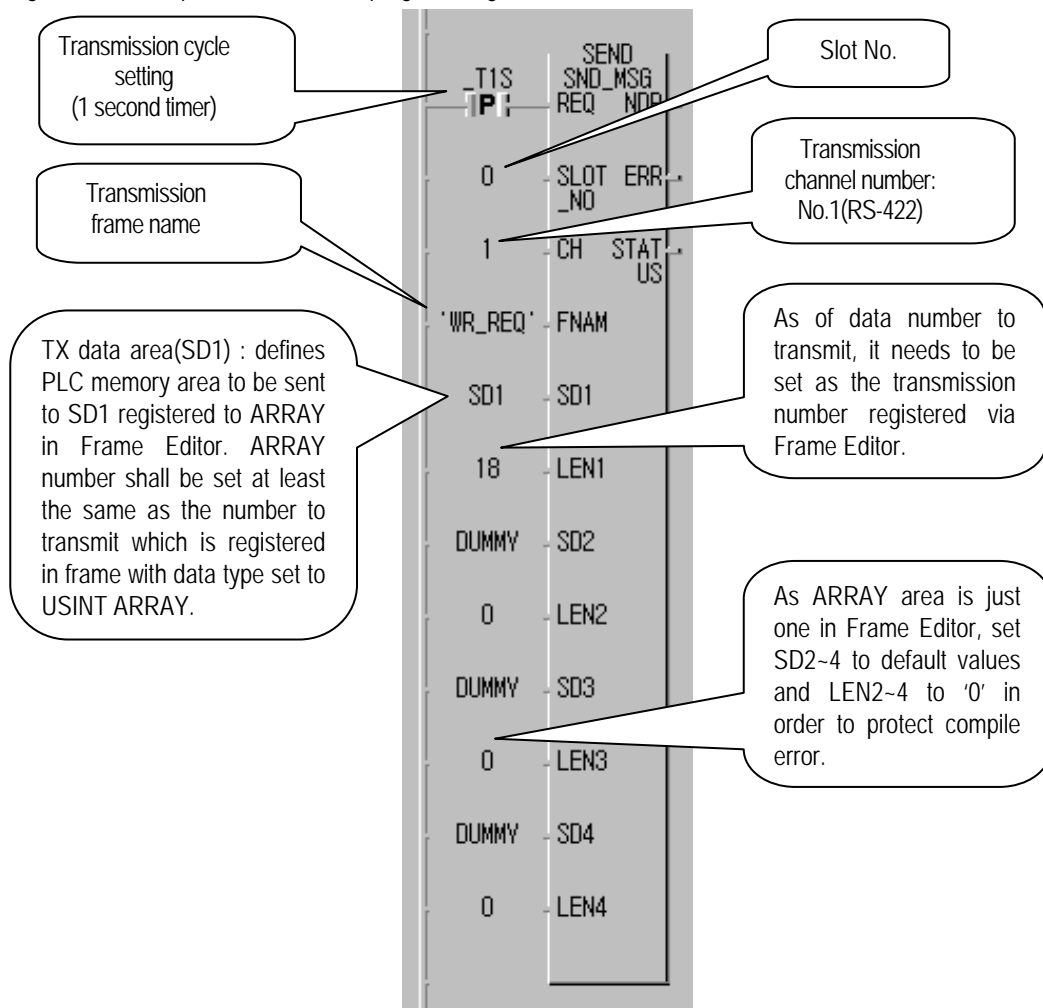 Transmission cycle
setting
(1 second timer)
Transmission
frame name
TX data area(SD1) : defines
PLC memory area to be sent
to SD1 registered to ARRAY
in Frame Editor. ARRAY
number shall be set at least
the same as the number to
transmit which is registered
in frame with data type set to
USINT ARRAY.
SEND
_T1S SND_MSG
P REQ NDR
0 SLOT ERR
_NO
1 CH STAT
US
'WR_REQ' FNAM
SD1 SD1
18 LEN1
DUMMY SD2
0 LEN2
DUMMY SD3
0 LEN3
DUMMY SD4
0 LEN4
Slot No.
Transmission
channel number:
No.1(RS-422)
As of data number to
transmit, it needs to be
set as the transmission
number registered via
Frame Editor.
As ARRAY area is just
one in Frame Editor, set
SD2~4 to default values
and LEN2~4 to ‘0’ in
order to protect compile
error.